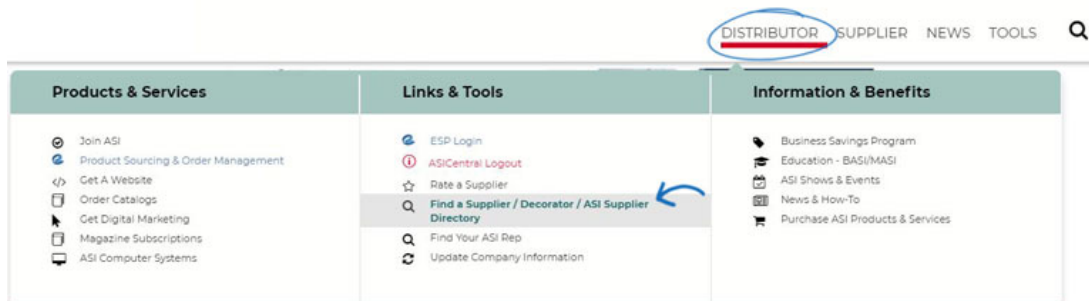 DISTRIBUTOR SUPPLIER NEWS TOOLS
Products & Services
Join ASI
Product Sourcing & Order Management
Get A Website
Order Catalogs
Get Digital Marketing
Magazine Subscriptions
ASI Computer Systems
Links & Tools
ESP Login
ASICentral Logout
Rate a Supplier
Find a Supplier / Decorator / ASI Supplier
Directory
Find Your ASI Rep
Update Company Information
Information & Benefits
Business Savings Program
Education - BASI/MASI
ASI Shows & Events
News & How-To
Purchase ASI Products & Services